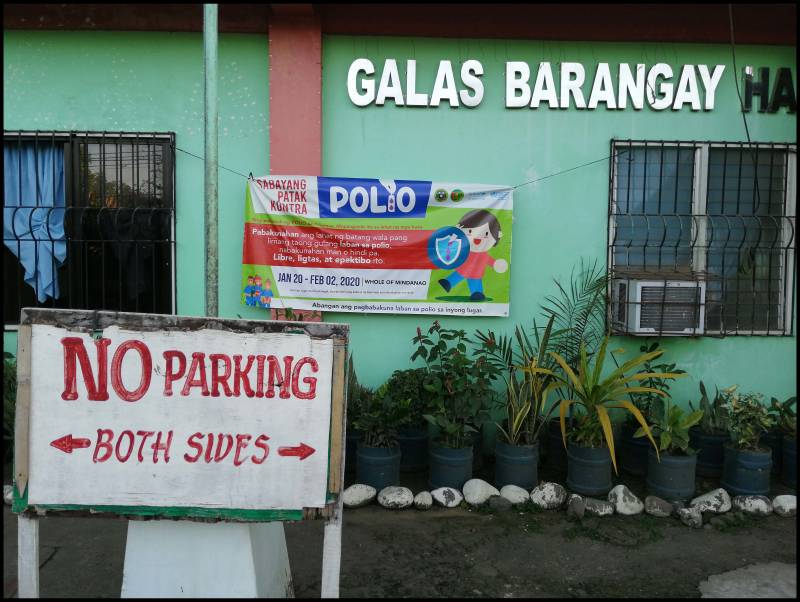 GALAS BARANGAY HA
SABAYANG
PATAK
KONTRA
POLIO
Pabakunahan ang lahat ng batang wala pang
limang taong gulang laban sa polio,
nabakunahan man o hindi pa.
Libre, ligtas, at epektibo ito.
JAN 20 - FEB 02, 2020 | WHOLE OF MINDANAO
Abangan ang pagbabakuna laban sa polio sa inyong lugar.
NO PARKING
BOTH SIDES